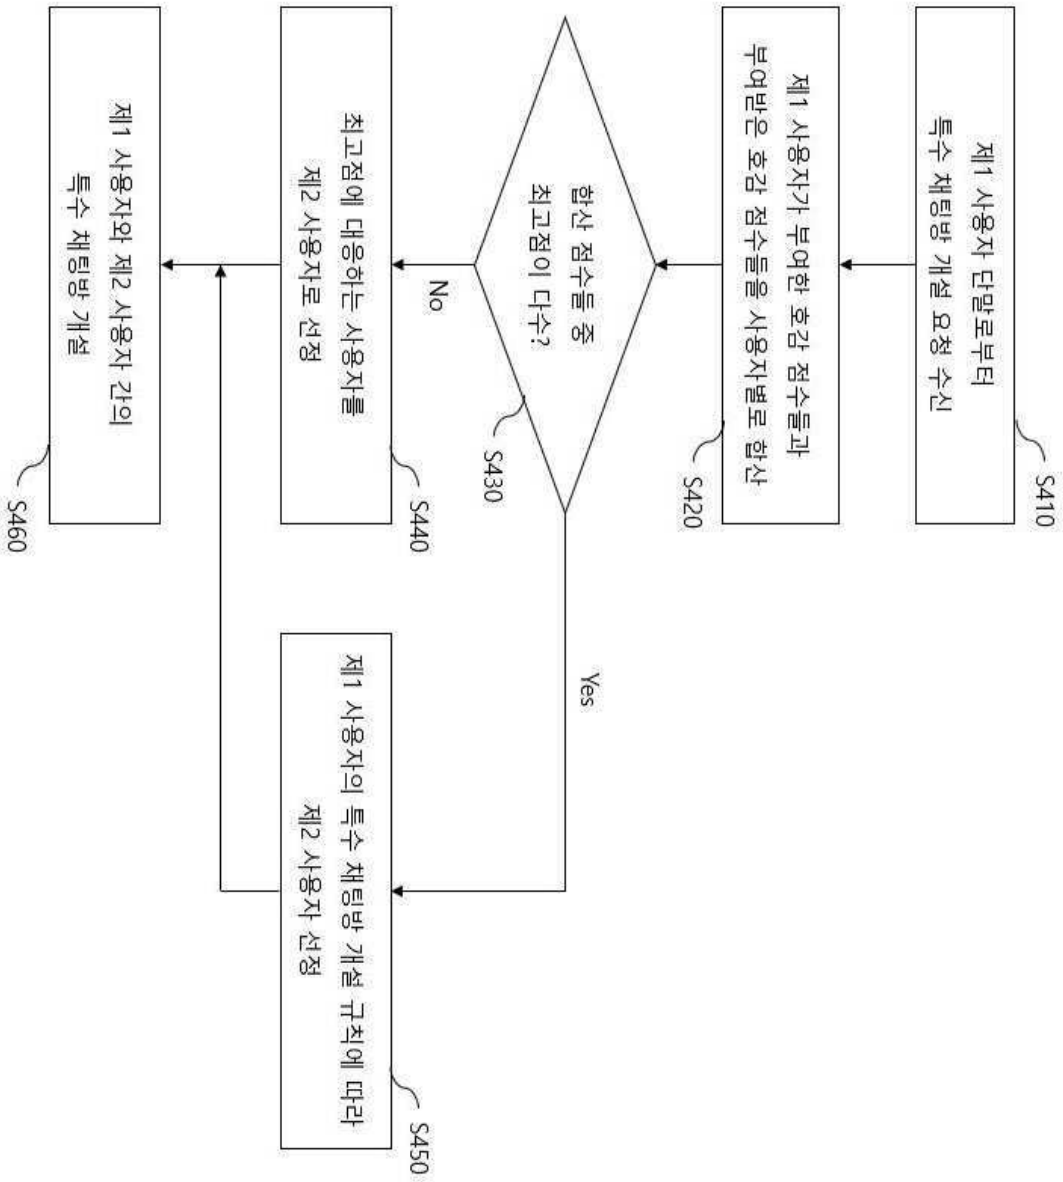 제1 사용자 단말로부터
특수 채팅방 개설 요청 수신
S410
제1 사용자가 부여한 호감 점수들과
부여받은 호감 점수들을 사용자별로 합산
S420
합산 점수들 중
최고점이 다수?
S430
Yes
No
최고점에 대응하는 사용자를
제2 사용자로 선정
S440
제1 사용자의 특수 채팅방 개설 규칙에 따라
제2 사용자 선정
S450
제1 사용자와 제2 사용자 간의
특수 채팅방 개설
S460